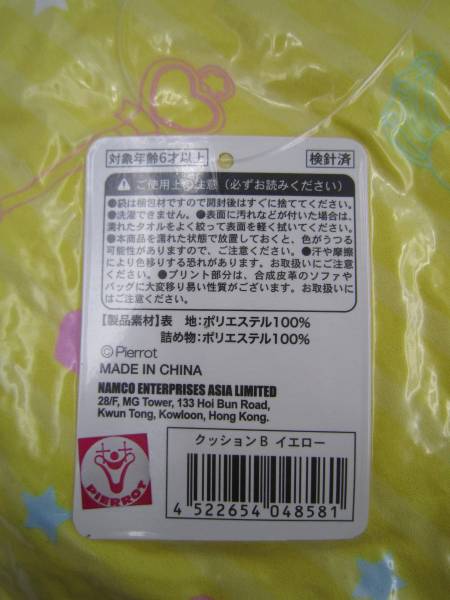 対象年齢6才以上
検針済
ご使用上の注意(必ずお読みください)
●袋は梱包材ですので開封後はすぐに捨ててください。
●洗濯できません。●表面に汚れなどが付いた場合は、
濡れたタオルをよく絞って表面を軽く拭いてください。
●本商品を濡れた状態で放置しておくと、色がうつる
可能性がありますので、ご注意ください。●汗や摩擦
により色移りする恐れがあります。お取扱いにご注意
ください。●プリント部分は、合成皮革のソファや
バッグに大変移り易い性質がございます。お取扱いに
はご注意ください。
【製品素材】表 地:ポリエステル100%
詰め物:ポリエステル100%
©Pierrot
MADE IN CHINA
NAMCO ENTERPRISES ASIA LIMITED
28/F, MG Tower, 133 Hoi Bun Road,
Kwun Tong, Kowloon, Hong Kong.
PIERROT
クッションB イエロー
4 522654 048581